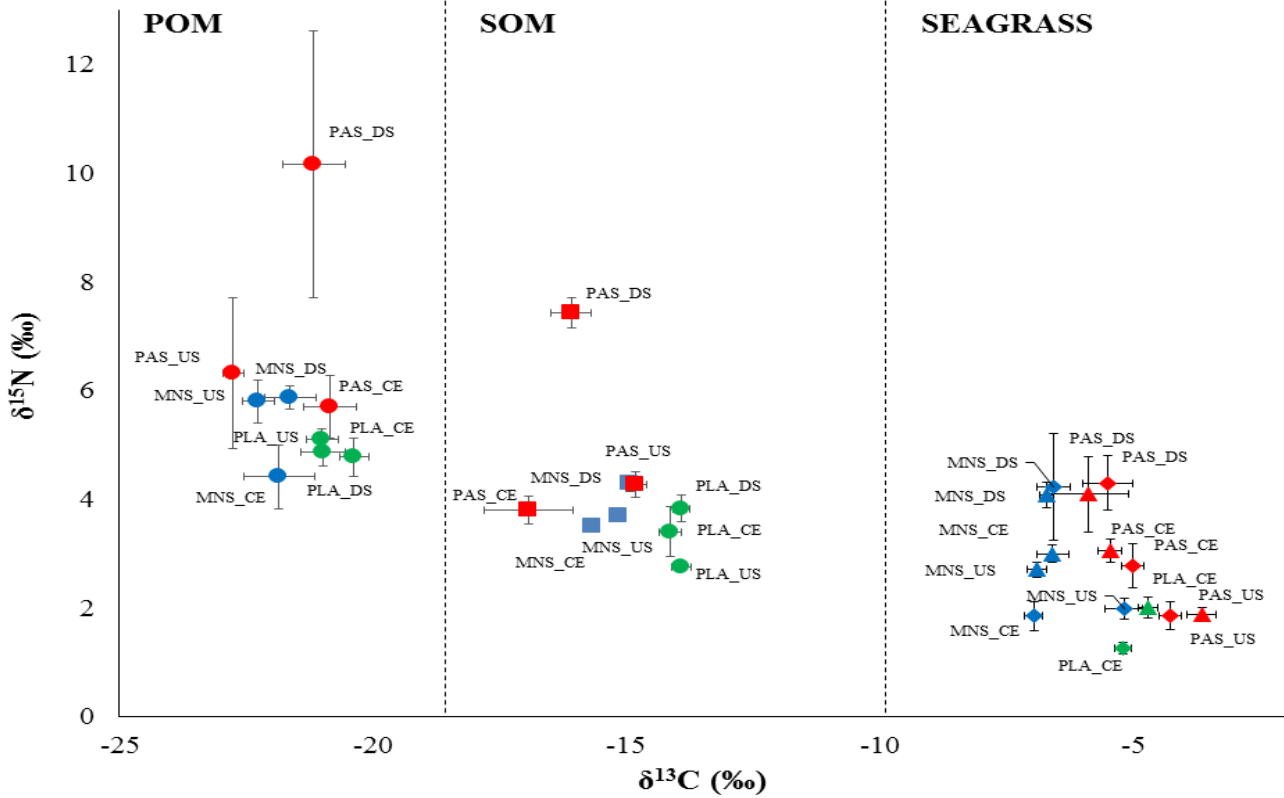 POM SOM SEAGRASS
12
10
8
6
4
2
0
-25 -20 -15 -10 -5
δ¹⁵N (‰)
δ¹³C (‰)
PAS_DS
PAS_US
MNS_DS
MNS_US
PAS_CE
PLA_US
PLA_CE
MNS_CE
PLA_DS
PAS_DS
PAS_US
MNS_DS
PLA_DS
PAS_CE
PLA_CE
MNS_US
MNS_CE
PLA_US
PAS_DS
PAS_DS
MNS_DS
MNS_DS
MNS_CE
PAS_CE
PAS_CE
MNS_US
PLA_CE
MNS_US
PAS_US
MNS_CE
PAS_US
PLA_CE